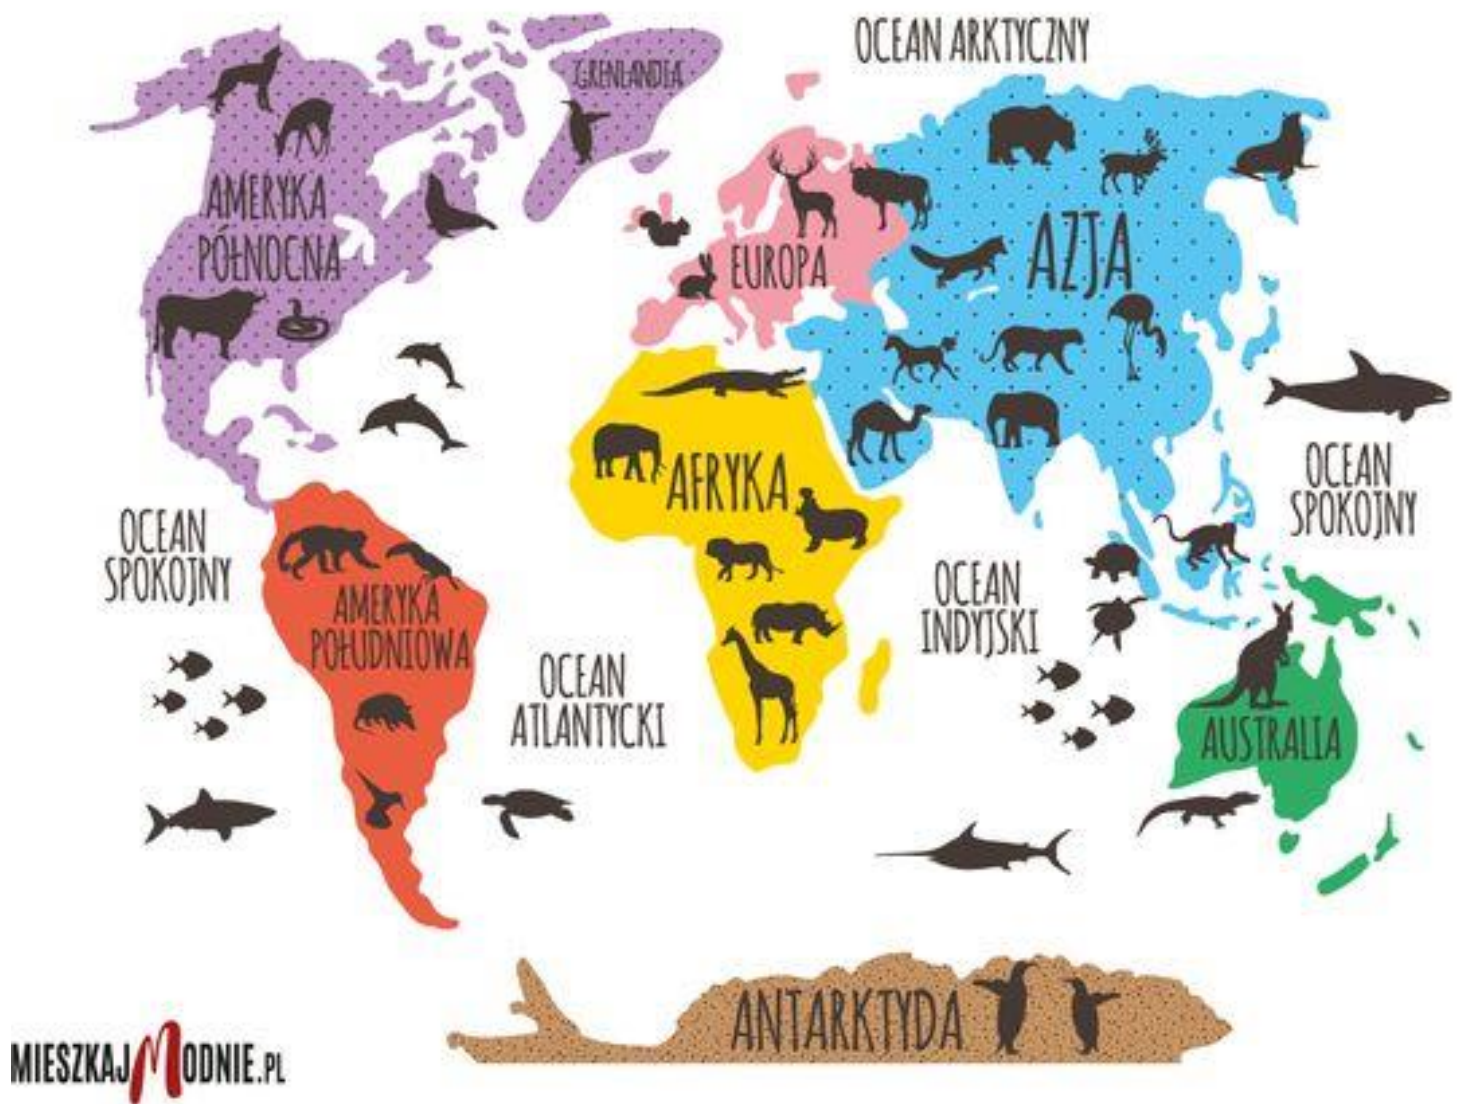 OCEAN ARKTYCZNY
GRENLANDIA
AMERYKA
PÓŁNOCNA
EUROPA
AZJA
AFRYKA
OCEAN
SPOKOJNY
OCEAN
SPOKOJNY
AMERYKA
POŁUDNIOWA
OCEAN
INDYJSKI
OCEAN
ATLANTYCKI
AUSTRALIA
ANTARKTYDA
MIESZKAJMODNIE.PL